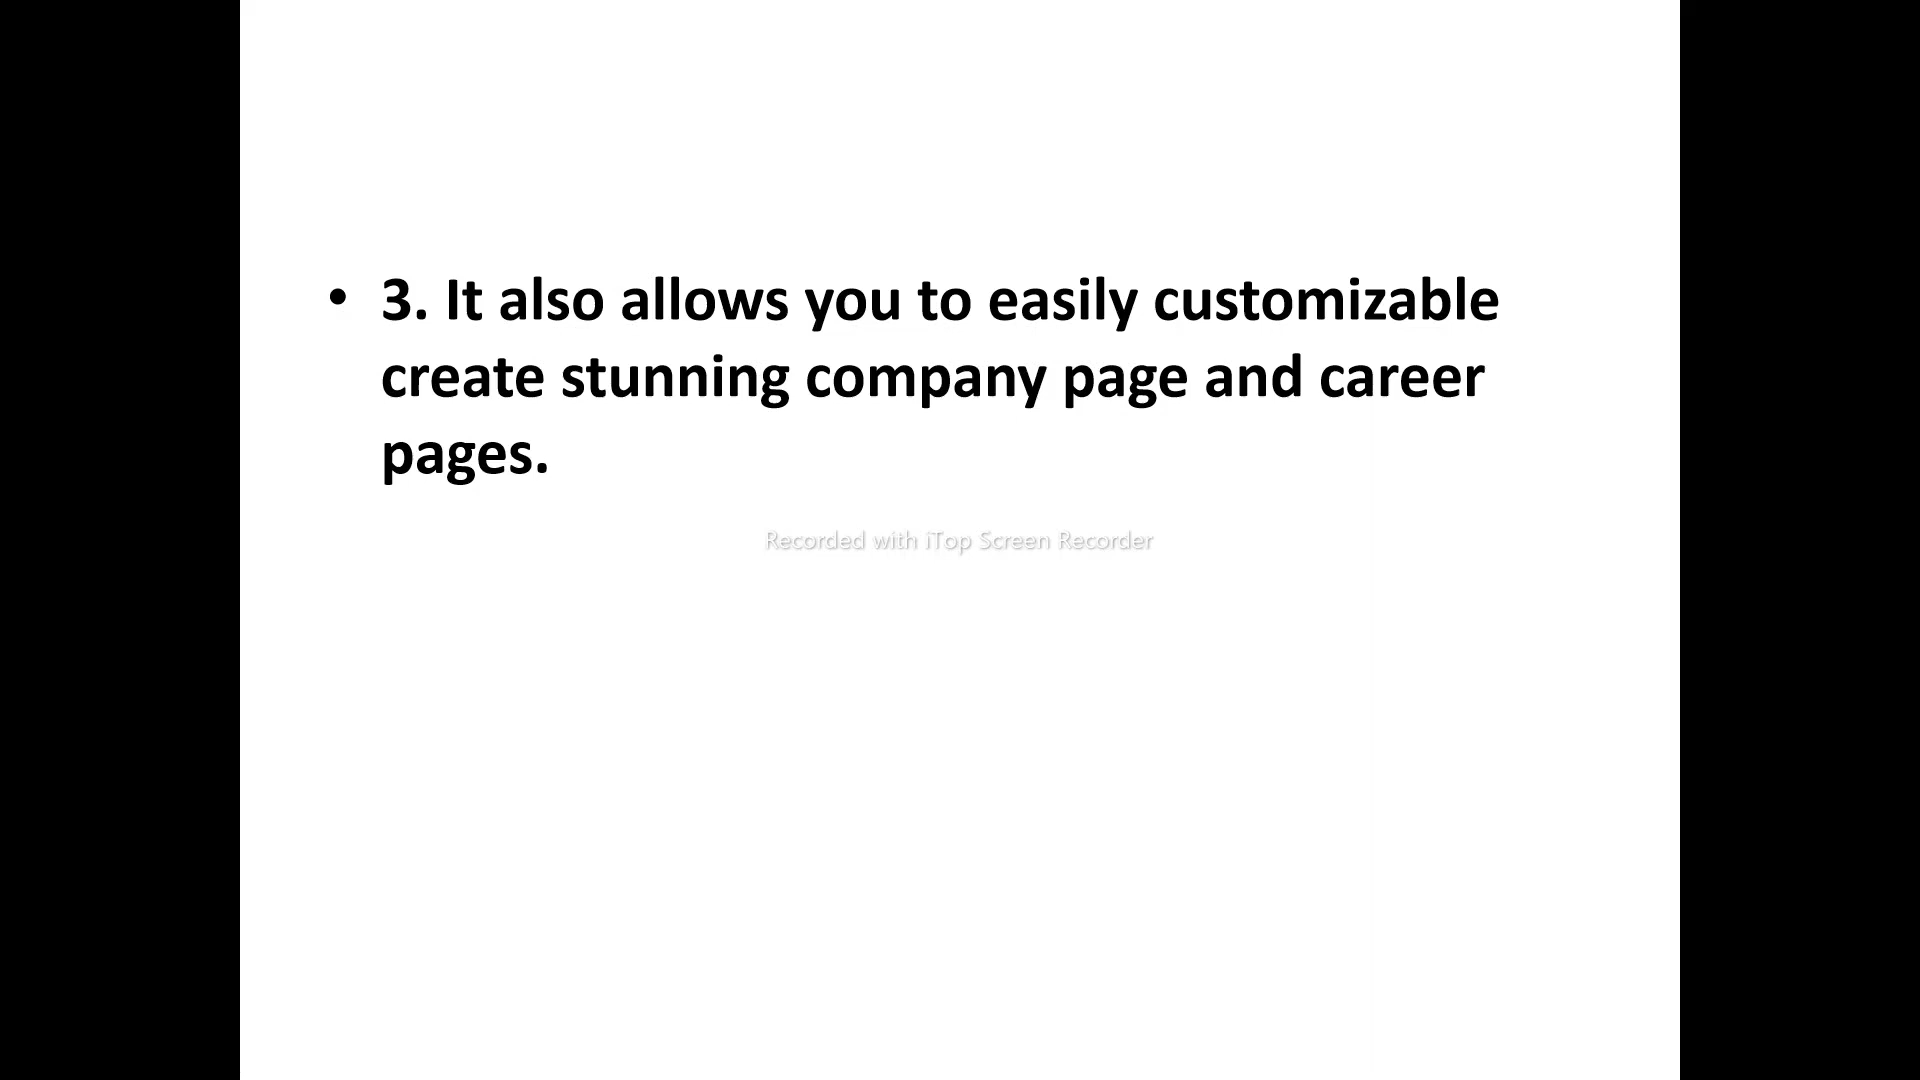 • 3. It also allows you to easily customizable
create stunning company page and career
pages.
Recorded with iTop Screen Recorder